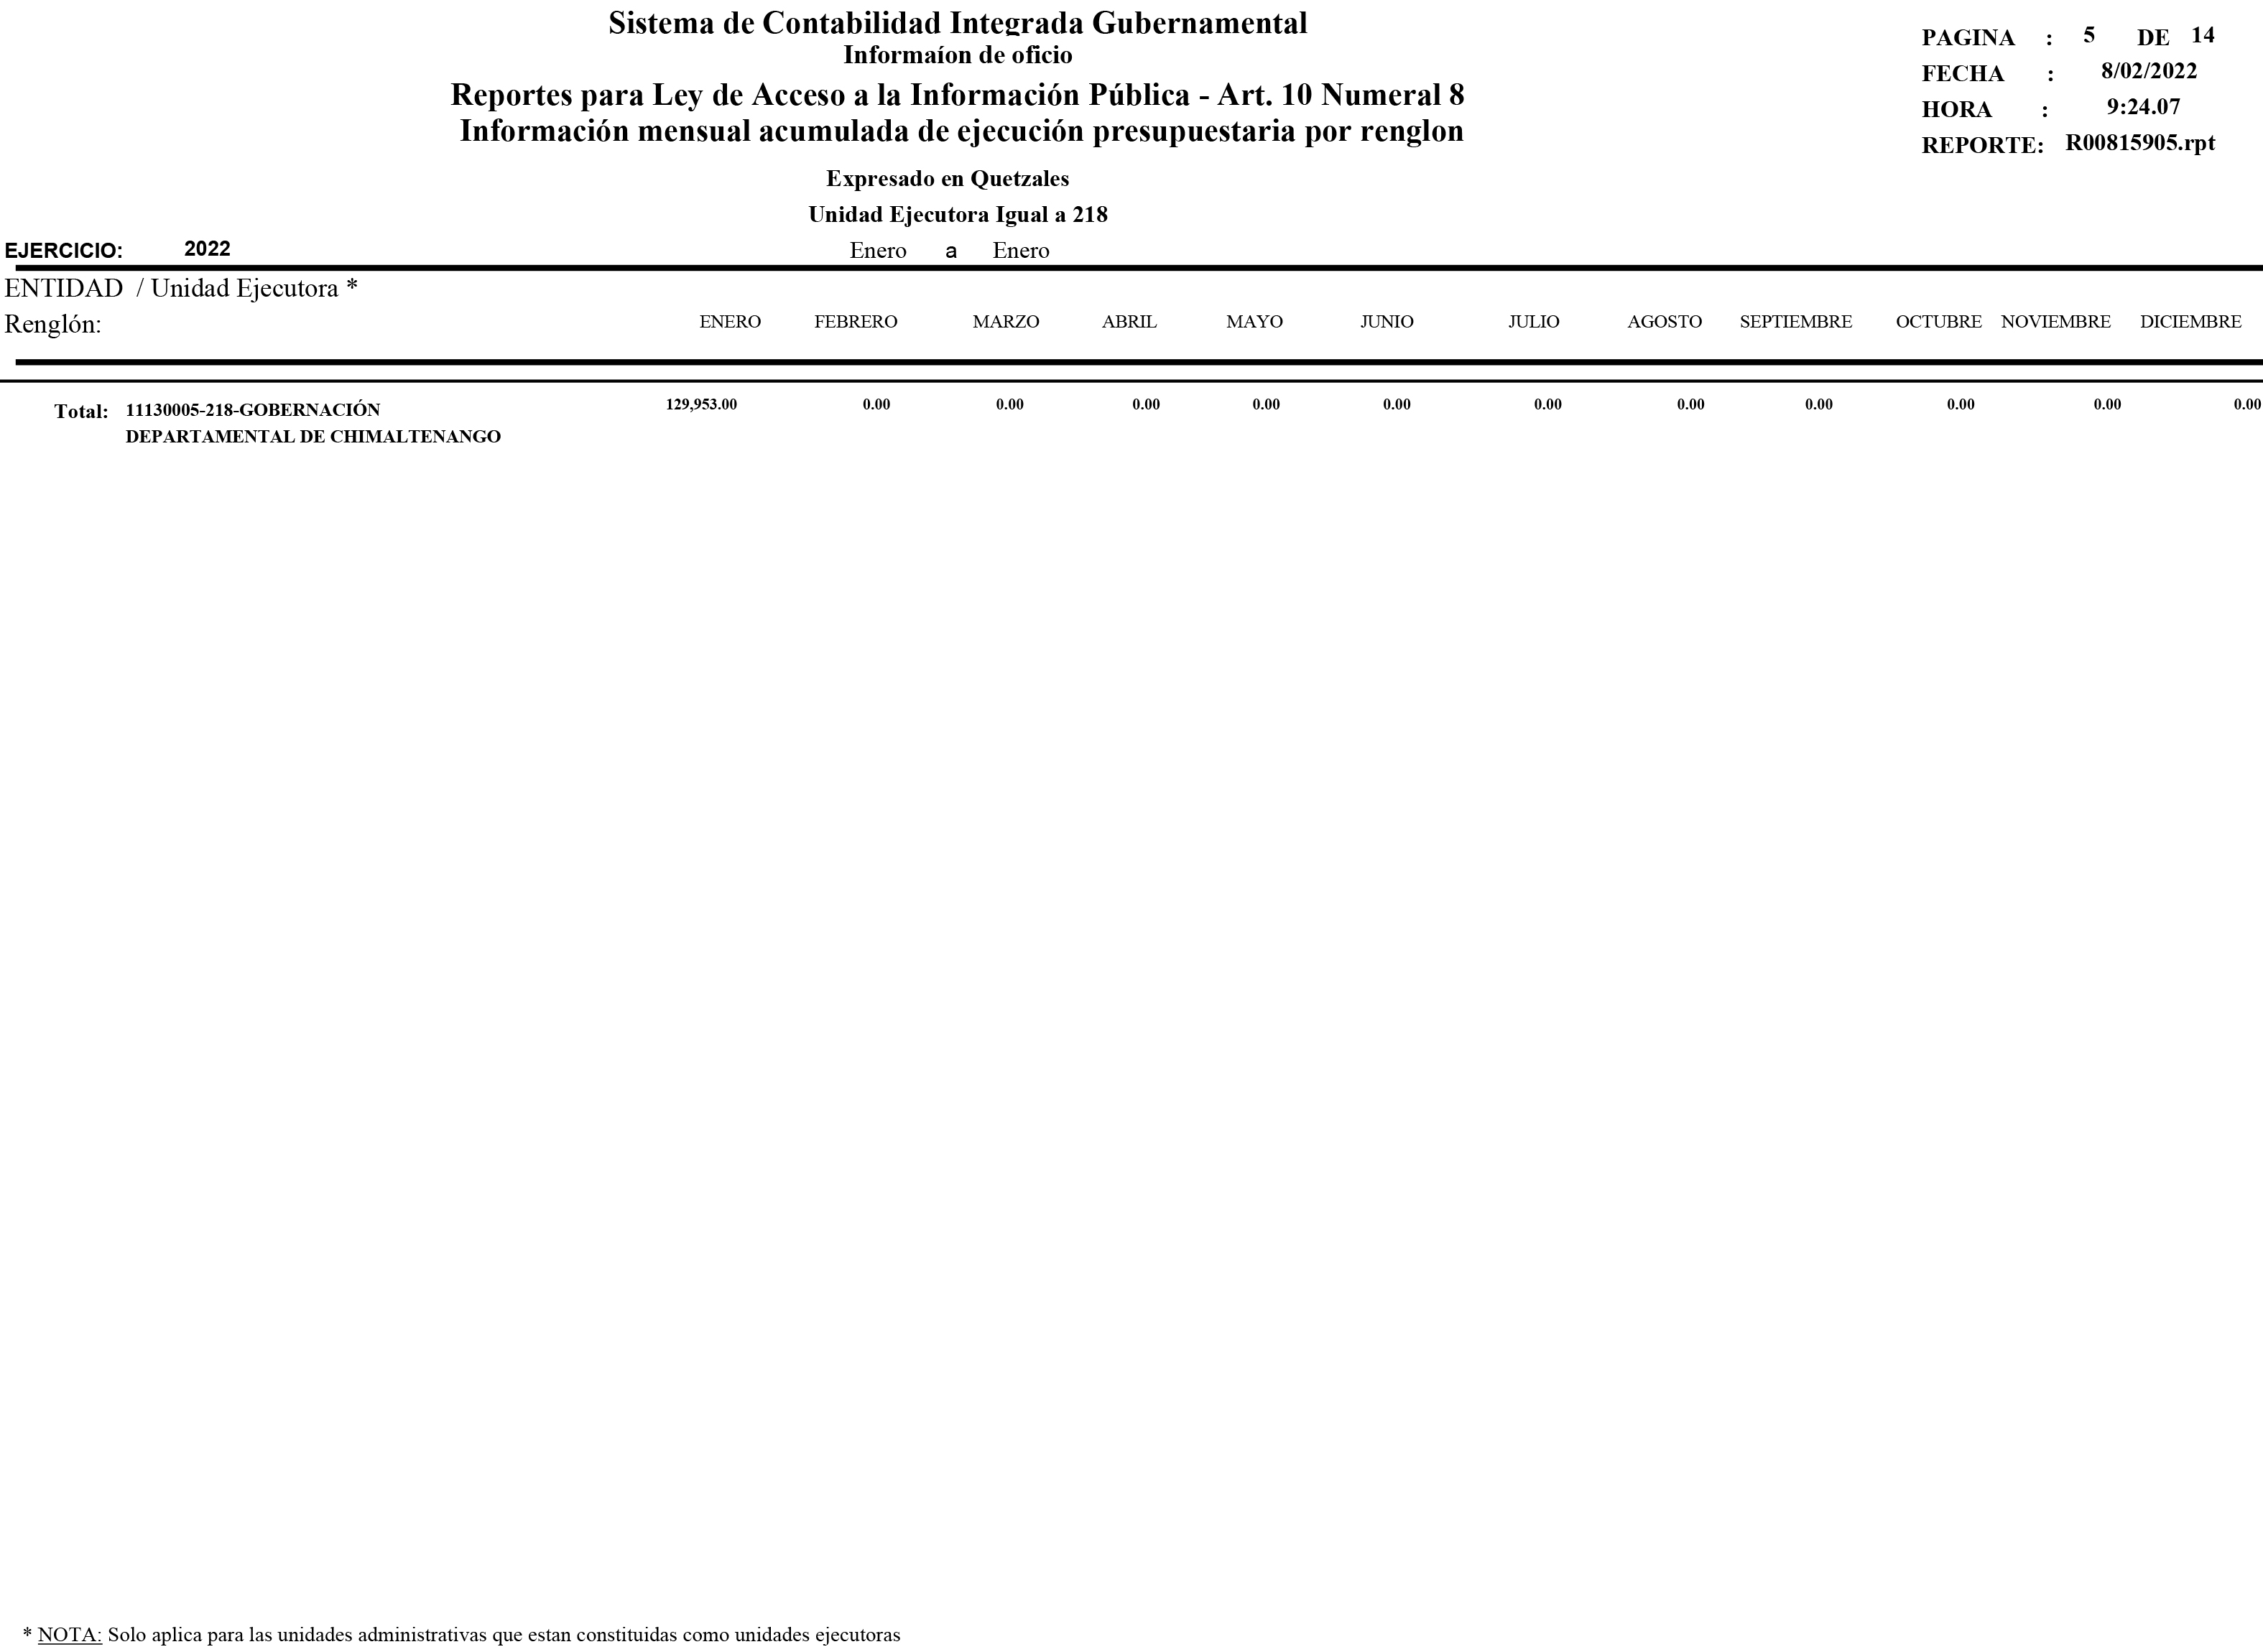 Sistema de Contabilidad Integrada Gubernamental
Informaíon de oficio
Reportes para Ley de Acceso a la Información Pública - Art. 10 Numeral 8
Información mensual acumulada de ejecución presupuestaria por renglon
Expresado en Quetzales
Unidad Ejecutora Igual a 218
PAGINA : 5 DE 14
FECHA : 8/02/2022
HORA : 9:24.07
REPORTE: R00815905.rpt
EJERCICIO: 2022 Enero a Enero
ENTIDAD / Unidad Ejecutora *
Renglón: ENERO FEBRERO MARZO ABRIL MAYO JUNIO JULIO AGOSTO SEPTIEMBRE OCTUBRE NOVIEMBRE DICIEMBRE
Total: 11130005-218-GOBERNACIÓN 129,953.00 0.00 0.00 0.00 0.00 0.00 0.00 0.00 0.00 0.00 0.00 0.00
DEPARTAMENTAL DE CHIMALTENANGO
* NOTA: Solo aplica para las unidades administrativas que estan constituidas como unidades ejecutoras